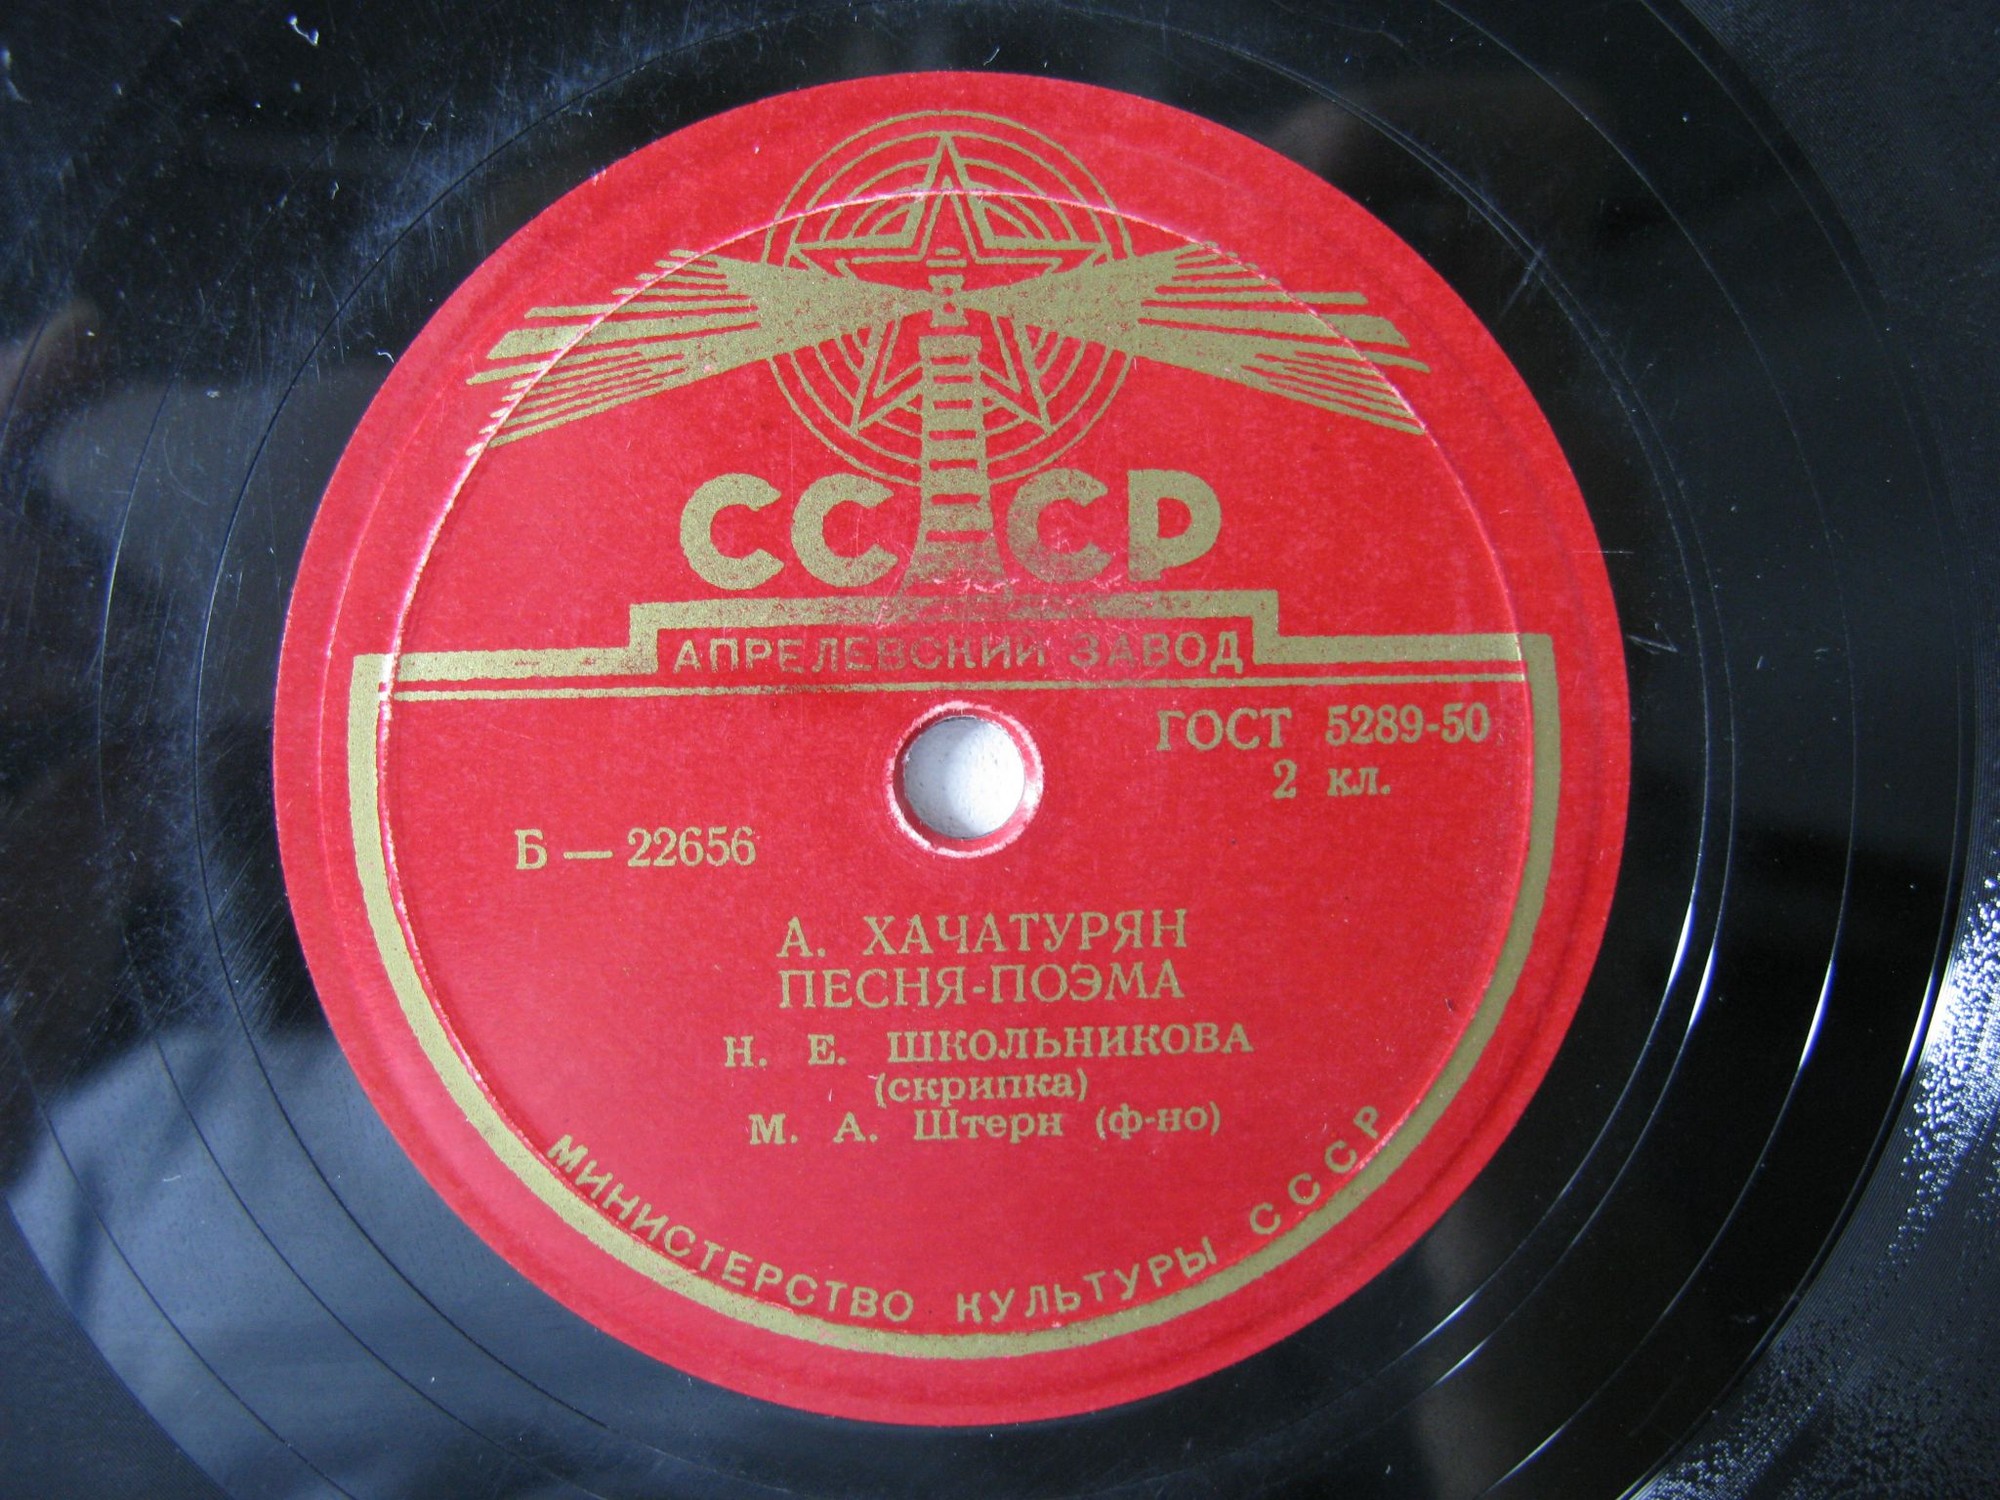 СССР
АПРЕЛЕВСКИЙ ЗАВОД
ГОСТ 5289-50
2 кл.
Б — 22656
А. ХАЧАТУРЯН
ПЕСНЯ-ПОЭМА
Н. Е. ШКОЛЬНИКОВА
(скрипка)
М. А. Штерн (ф-но)
МИНИСТЕРСТВО КУЛЬТУРЫ СССР